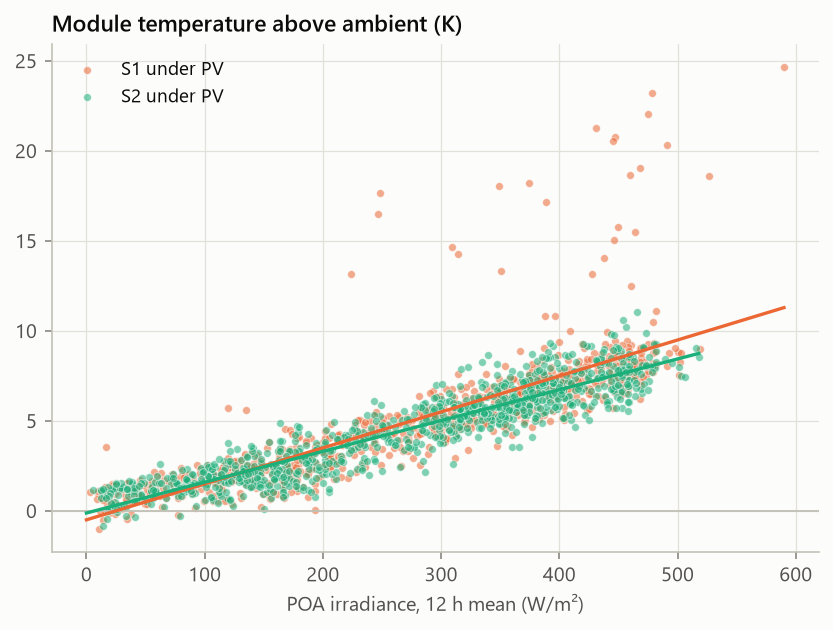 Module temperature above ambient (K)
S1 under PV
S2 under PV
25
20
15
10
5
0
0 100 200 300 400 500 600
POA irradiance, 12 h mean (W/m²)